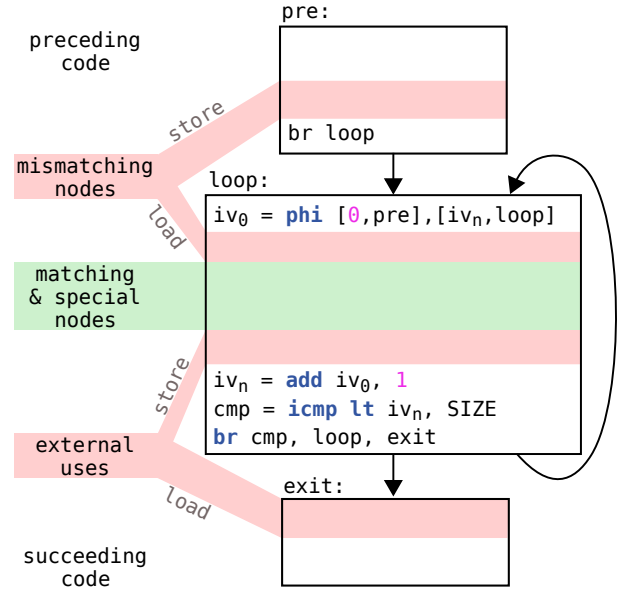 pre:
preceding
code
store
br loop
mismatching
nodes
loop:
load
iv0 = phi [0,pre],[ivn,loop]
matching
& special
nodes
store
ivn = add iv0, 1
cmp = icmp lt ivn, SIZE
br cmp, loop, exit
external
uses
load
exit:
succeeding
code